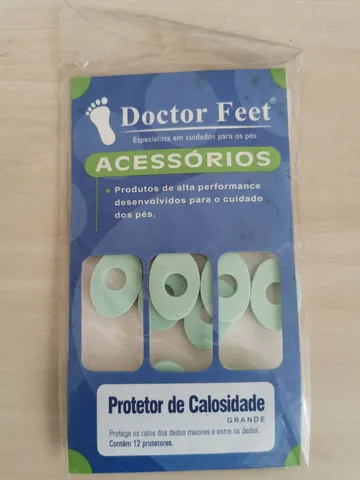 Doctor Feet®
Especialista em cuidados para os pés
ACESSÓRIOS
• Produtos de alta performance
desenvolvidos para o cuidado
dos pés.
Protetor de Calosidade
GRANDE
Protege os calos dos dedos maiores e entre os dedos.
Contém 12 protetores.